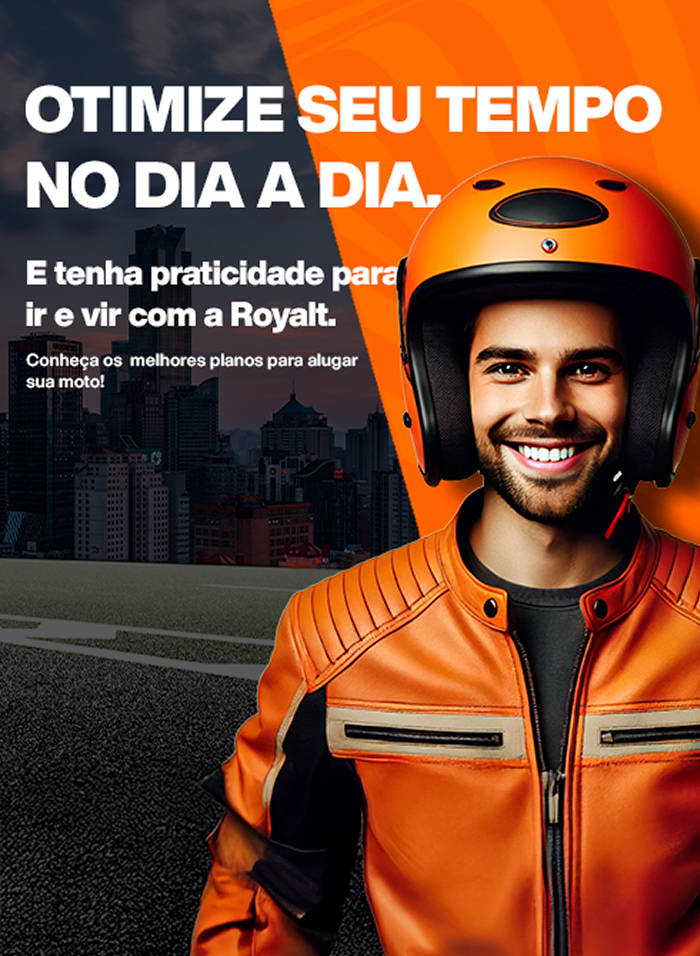 OTIMIZE SEU TEMPO
NO DIA A DIA.
E tenha praticidade para
ir e vir com a Royalt.
Conheça os melhores planos para alugar
sua moto!